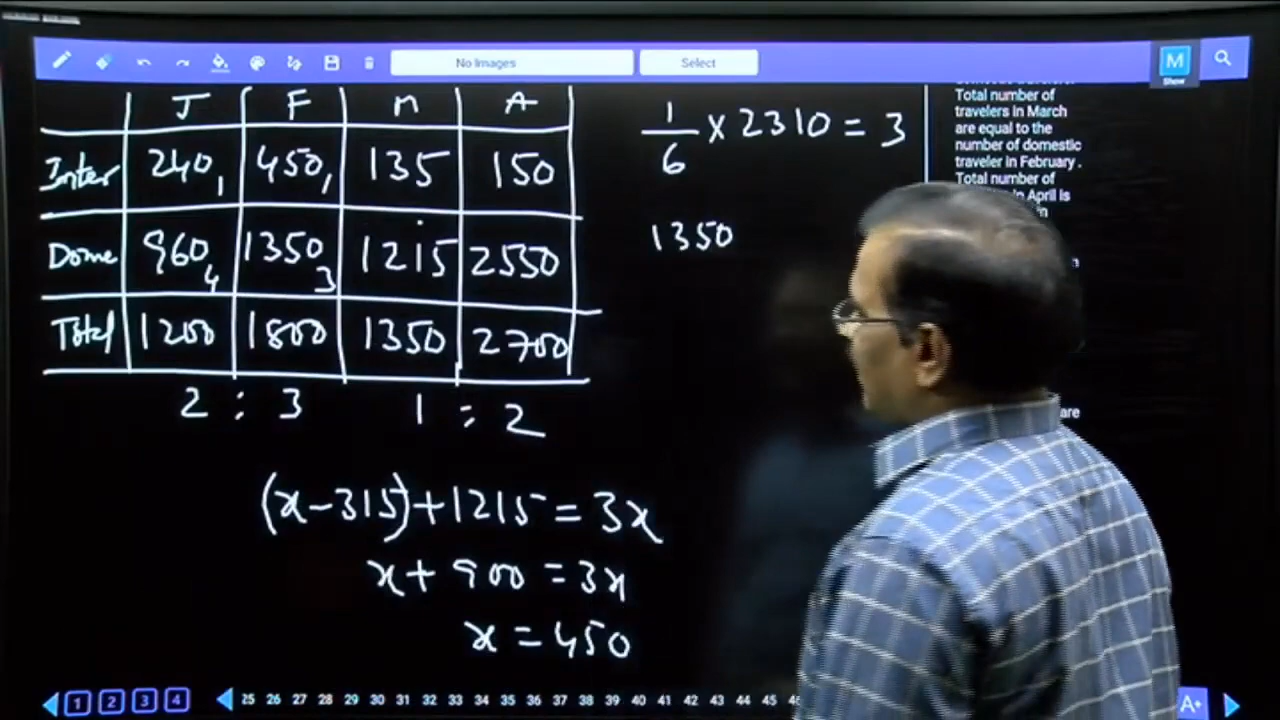 No Images
Select
M
Show
J F M A
Inter 240, 1 450, 1 135 150
Dome 960 4 1350 3 1215 2550
Total 1200 1800 1350 2700
2 : 3 1 : 2
(x-315)+1215=3x
x+900=3x
x=450
1/6 × 2310 = 3
1350
Total number of
travelers in March
are equal to the
number of domestic
traveler in February .
Total number of
in April is
are
1 2 3 4 25 26 27 28 29 30 31 32 33 34 35 36 37 38 39 40 41 42 43 44 45 A+